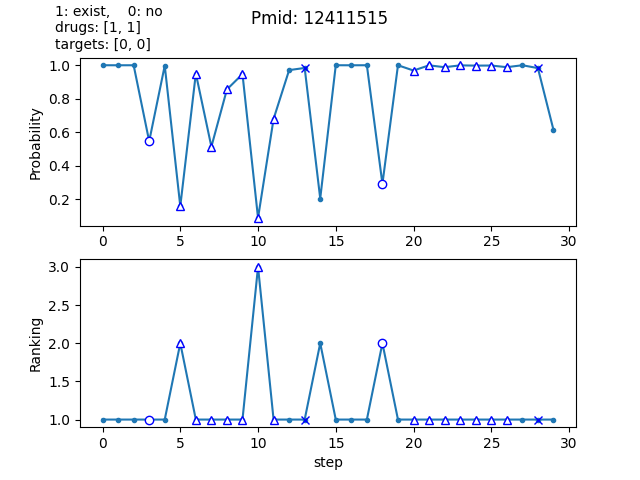 1: exist,    0: no
drugs: [1, 1]
targets: [0, 0]
Pmid: 12411515
1.0
0.8
0.6
0.4
0.2
Probability
0 5 10 15 20 25 30
3.0
2.5
2.0
1.5
1.0
Ranking
0 5 10 15 20 25 30
step